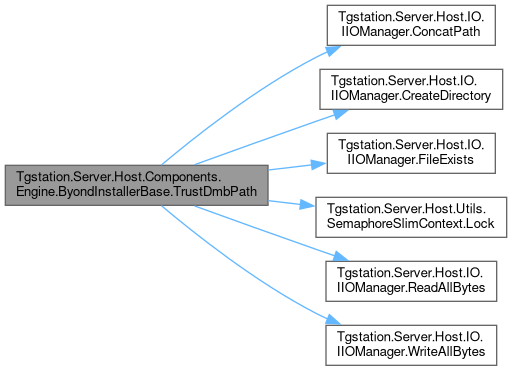 Tgstation.Server.Host.Components.
Engine.ByondInstallerBase.TrustDmbPath
Tgstation.Server.Host.IO.
IIOManager.ConcatPath
Tgstation.Server.Host.IO.
IIOManager.CreateDirectory
Tgstation.Server.Host.IO.
IIOManager.FileExists
Tgstation.Server.Host.Utils.
SemaphoreSlimContext.Lock
Tgstation.Server.Host.IO.
IIOManager.ReadAllBytes
Tgstation.Server.Host.IO.
IIOManager.WriteAllBytes